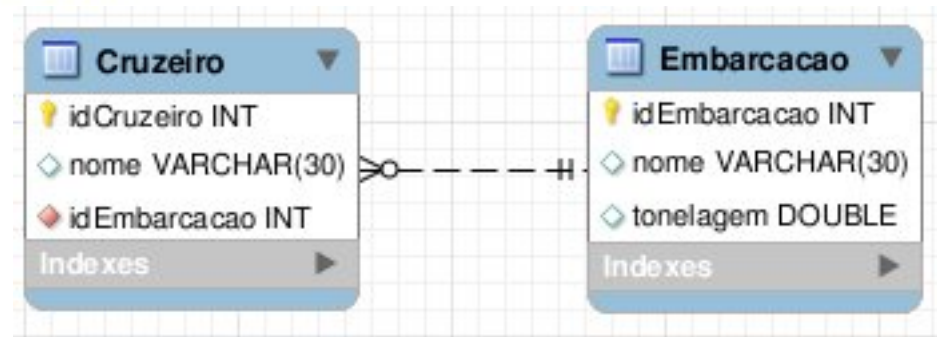 Cruzeiro
idCruzeiro INT
nome VARCHAR(30)
idEmbarcacao INT
Indexes
Embarcacao
idEmbarcacao INT
nome VARCHAR(30)
tonelagem DOUBLE
Indexes